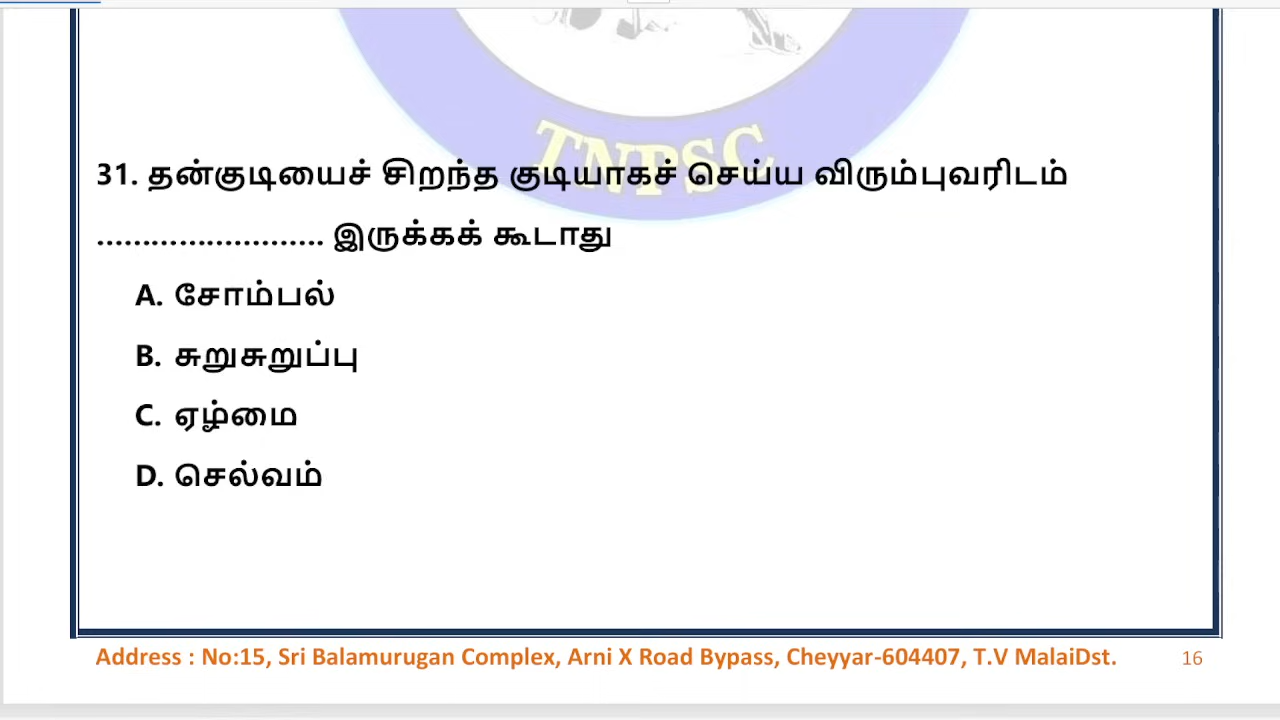 TNPSC
31. தன்குடியைச் சிறந்த குடியாகச் செய்ய விரும்புவரிடம்
......................... இருக்கக் கூடாது
A. சோம்பல்
B. சுறுசுறுப்பு
C. ஏழ்மை
D. செல்வம்
Address : No:15, Sri Balamurugan Complex, Arni X Road Bypass, Cheyyar-604407, T.V MalaiDst. 16